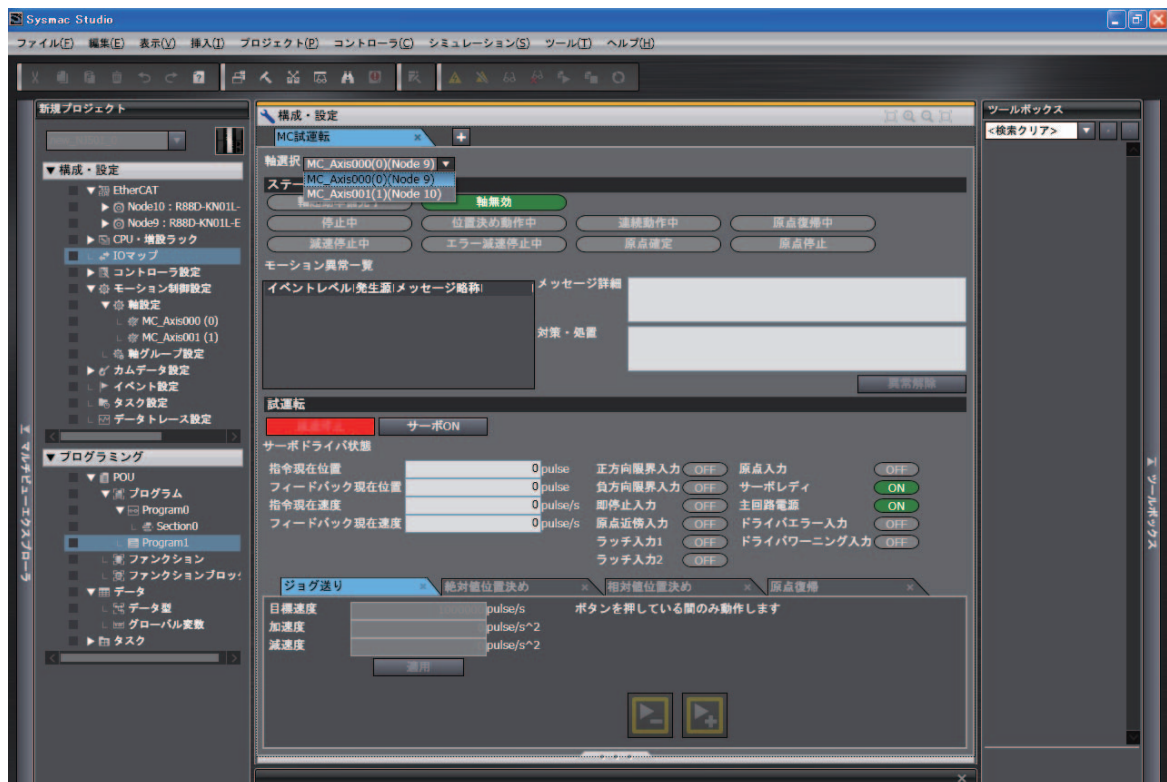 Sysmac Studio
ファイル(F) 編集(E) 表示(V) 挿入(I) プロジェクト(P) コントローラ(C) シミュレーション(S) ツール(T) ヘルプ(H)
新規プロジェクト
▼構成・設定
▼EtherCAT
▶Node10 : R88D-KN01L-
▶Node9 : R88D-KN01L-E
▶CPU・増設ラック
IOマップ
▶コントローラ設定
▼モーション制御設定
▼軸設定
MC_Axis000 (0)
MC_Axis001 (1)
軸グループ設定
▶カムデータ設定
▶イベント設定
タスク設定
データトレース設定
▼プログラミング
▼POU
▼プログラム
▼Program0
Section0
Program1
ファンクション
ファンクションブロッ
▼データ
データ型
グローバル変数
▶タスク
マルチビューエクスプローラ
構成・設定
MC試運転 × +
軸選択 MC_Axis000(0)(Node 9) ▼
MC_Axis000(0)(Node 9)
MC_Axis001(1)(Node 10)
ステー
軸無効
停止中 位置決め動作中 連続動作中 原点復帰中
減速停止中 エラー減速停止中 原点確定 原点停止
モーション異常一覧
イベントレベル|発生源|メッセージ略称|
メッセージ詳細
対策・処置
異常解除
試運転
サーボON
サーボドライバ状態
指令現在位置 0 pulse
フィードバック現在位置 0 pulse
指令現在速度 0 pulse/s
フィードバック現在速度 0 pulse/s
正方向限界入力 OFF
負方向限界入力 OFF
即停止入力 OFF
原点近傍入力 OFF
ラッチ入力1 OFF
ラッチ入力2 OFF
原点入力 OFF
サーボレディ ON
主回路電源 ON
ドライバエラー入力 OFF
ドライバワーニング入力 OFF
ジョグ送り × 絶対値位置決め × 相対値位置決め × 原点復帰 ×
目標速度 pulse/s ボタンを押している間のみ動作します
加速度 pulse/s^2
減速度 pulse/s^2
適用
ツールボックス
<検索クリア> ▼
ツールボックス